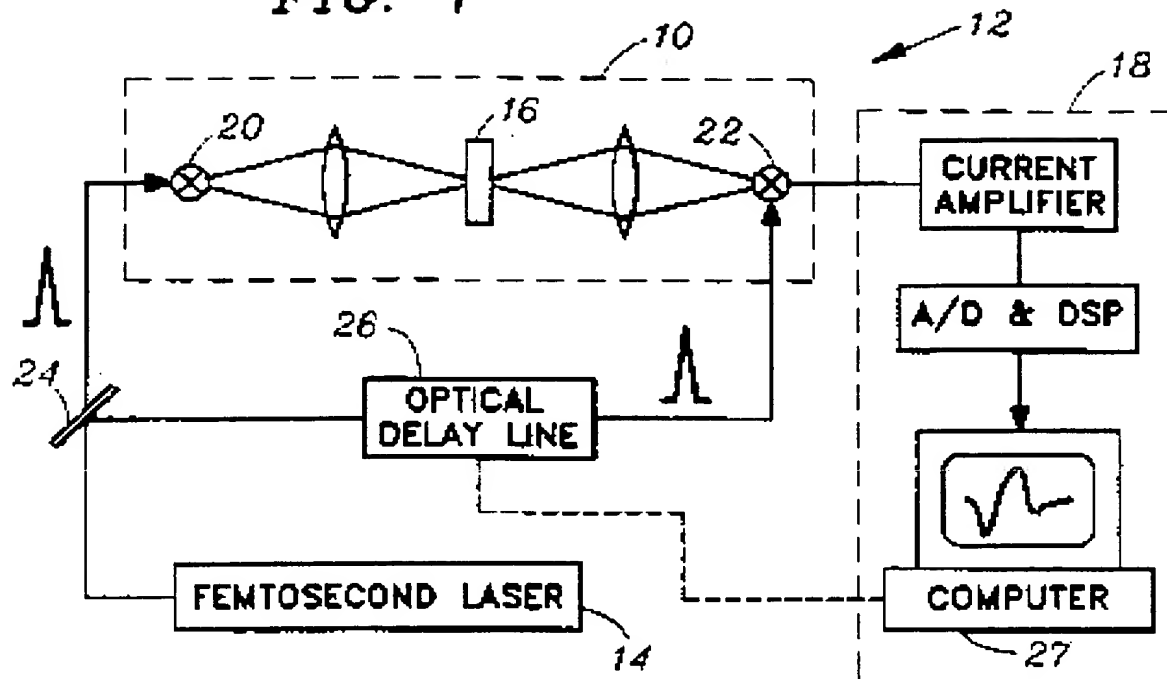 FIG.
10
12
18
20
16
22
CURRENT
AMPLIFIER
A/D & DSP
26
24
OPTICAL
DELAY LINE
FEMTOSECOND LASER
14
COMPUTER
27